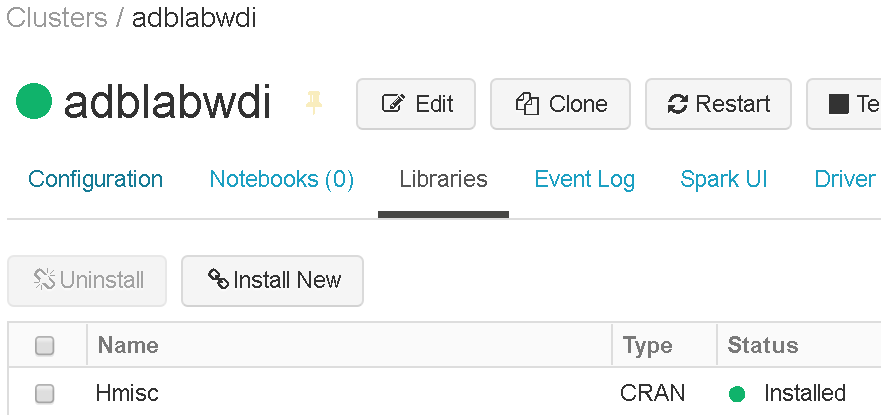 Clusters / adblabwdi
adblabwdi Edit Clone Restart Te
Configuration Notebooks (0) Libraries Event Log Spark UI Driver
Uninstall Install New
Name Type Status
Hmisc CRAN Installed